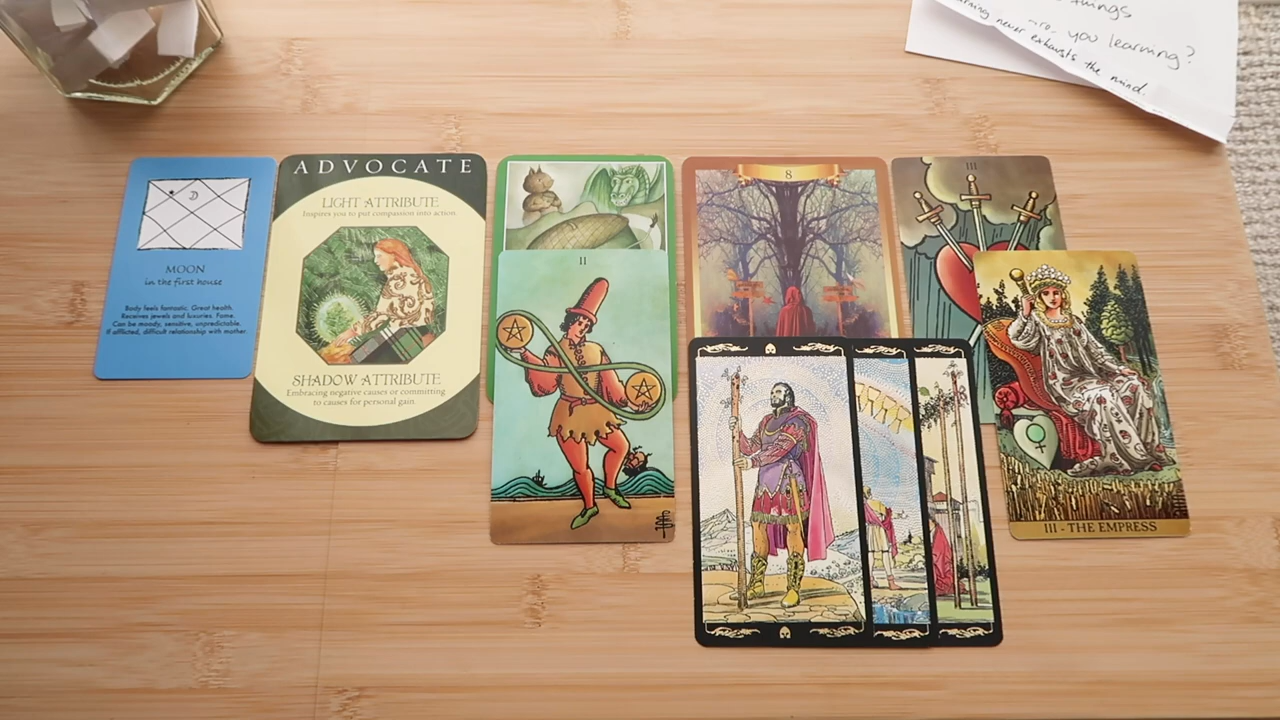 things
you learning?
learning never exhausts the mind.
MOON
in the first house
Body feels fantastic. Great health.
Receives jewels and luxuries. Fame.
Can be moody, sensitive, unpredictable.
If afflicted, difficult relationship with mother.
ADVOCATE
LIGHT ATTRIBUTE
Inspires you to put compassion into action.
SHADOW ATTRIBUTE
Embracing negative causes or committing
to causes for personal gain.
II
8
III
III - THE EMPRESS